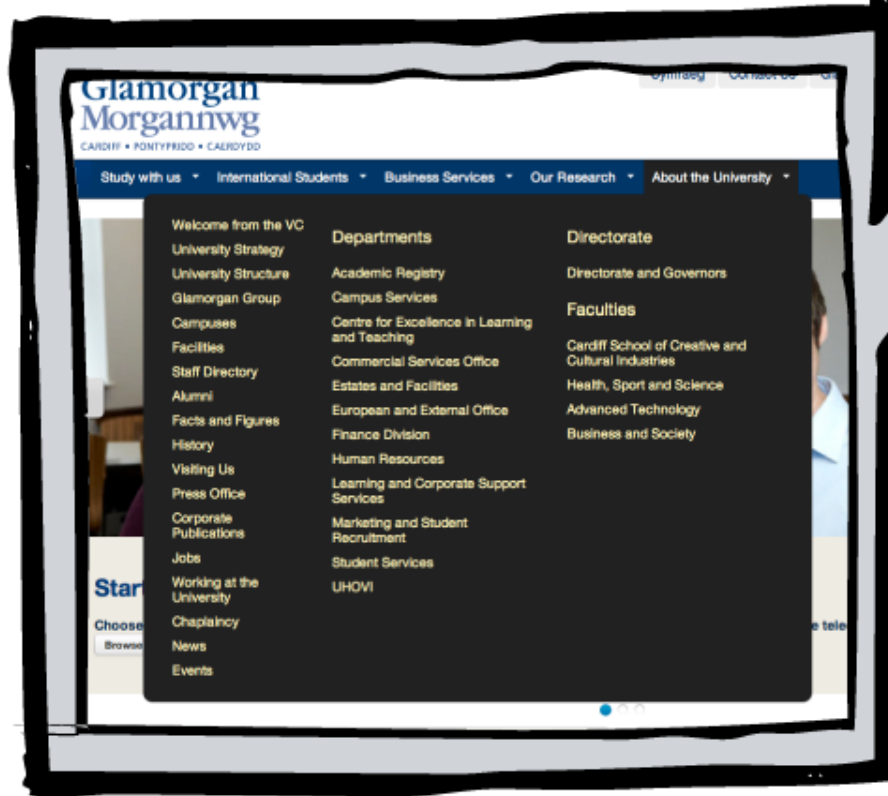 Cymraeg Contact Us
Glamorgan
Morgannwg
CARDIFF • PONTYPRIDD • CAERDYDD
Study with us International Students Business Services Our Research About the University
Welcome from the VC
University Strategy
University Structure
Glamorgan Group
Campuses
Facilities
Staff Directory
Alumni
Facts and Figures
History
Visiting Us
Press Office
Corporate
Publications
Jobs
Working at the
University
Chaplaincy
News
Events
Departments
Academic Registry
Campus Services
Centre for Excellence in Learning
and Teaching
Commercial Services Office
Estates and Facilities
European and External Office
Finance Division
Human Resources
Learning and Corporate Support
Services
Marketing and Student
Recruitment
Student Services
UHOVI
Directorate
Directorate and Governors
Faculties
Cardiff School of Creative and
Cultural Industries
Health, Sport and Science
Advanced Technology
Business and Society
Star
Choose
e tele
Browse